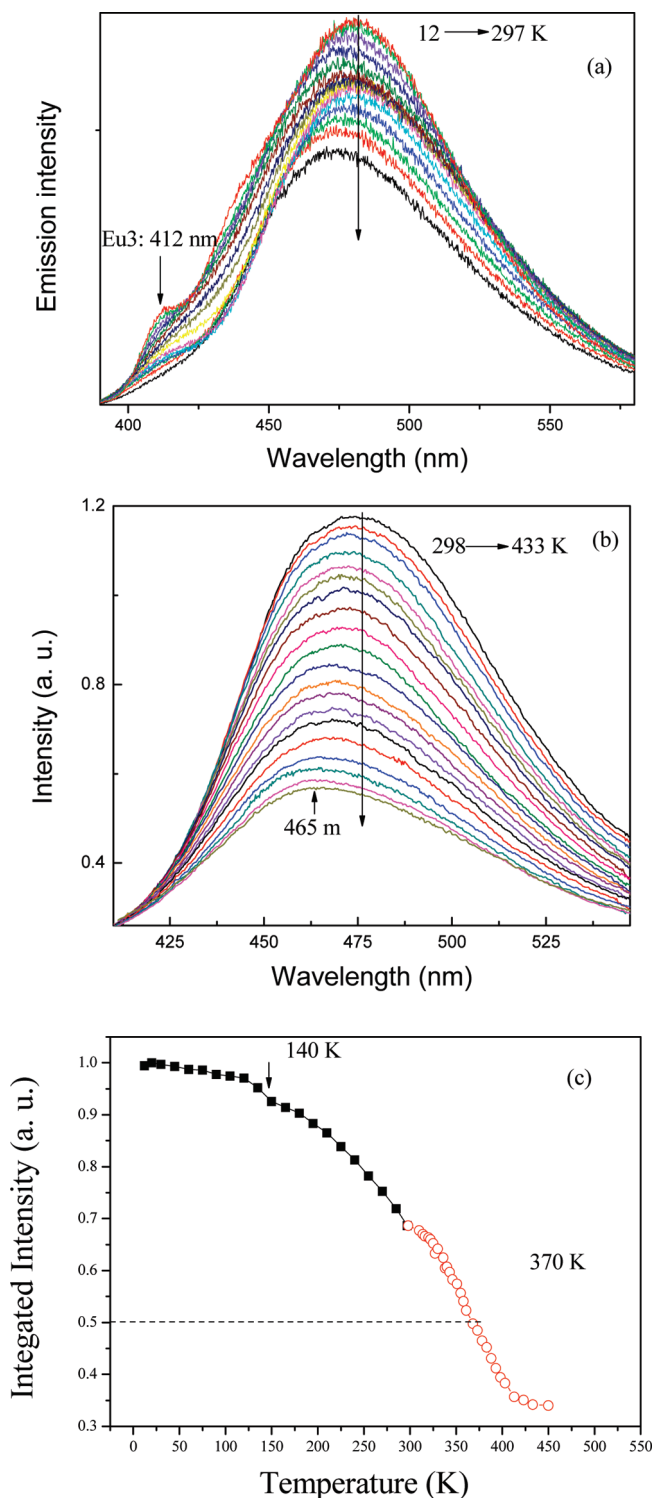 12 → 297 K
(a)
Eu3: 412 nm
Emission intensity
400 450 500 550
Wavelength (nm)
1.2
298 → 433 K
(b)
0.8
Intensity (a. u.)
0.4
465 m
425 450 475 500 525
Wavelength (nm)
140 K
(c)
1.0
0.9
0.8
0.7
370 K
0.6
0.5
0.4
0.3
Integated Intensity (a. u.)
0 50 100 150 200 250 300 350 400 450 500 550
Temperature (K)